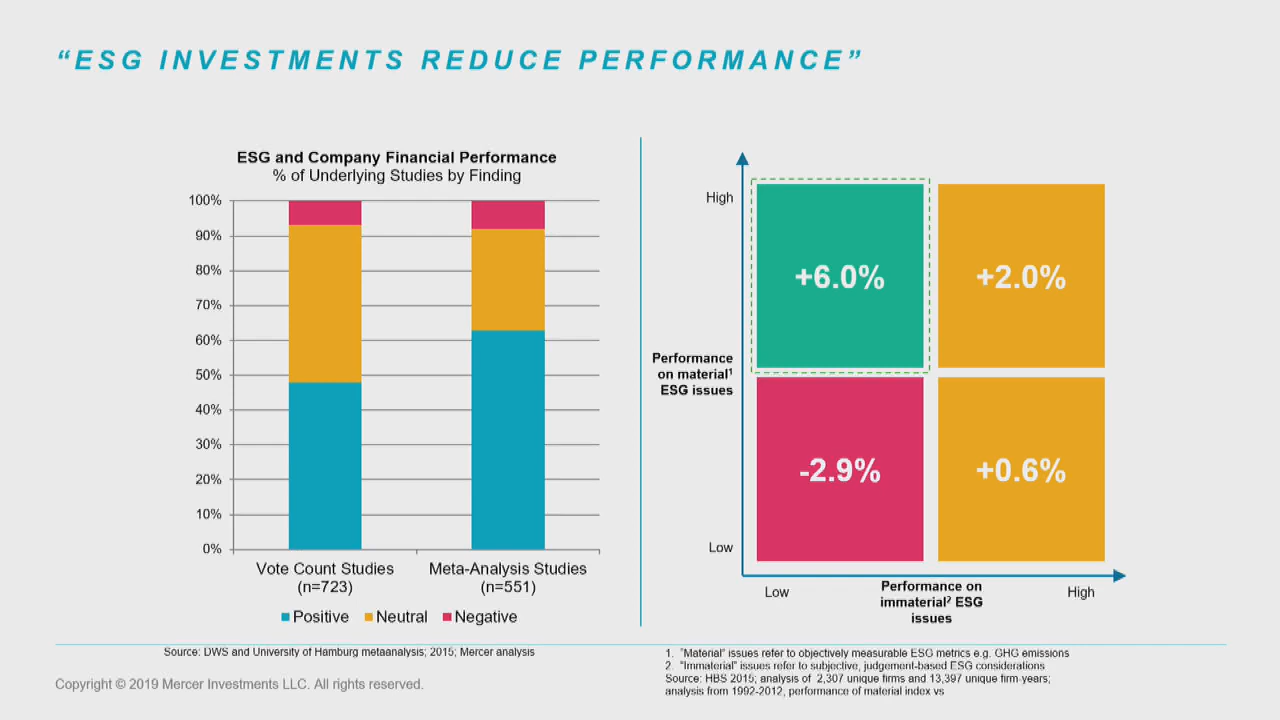 “ESG INVESTMENTS REDUCE PERFORMANCE”
ESG and Company Financial Performance
% of Underlying Studies by Finding
100%
90%
80%
70%
60%
50%
40%
30%
20%
10%
0%
Vote Count Studies
(n=723)
Meta-Analysis Studies
(n=551)
Positive
Neutral
Negative
High
+6.0%
+2.0%
Performance
on material¹
ESG issues
-2.9%
+0.6%
Low
Low
Performance on
immaterial² ESG
issues
High
Source: DWS and University of Hamburg metaanalysis; 2015; Mercer analysis
1. “Material” issues refer to objectively measurable ESG metrics e.g. GHG emissions
2. “Immaterial” issues refer to subjective, judgement-based ESG considerations
Source: HBS 2015; analysis of 2,307 unique firms and 13,397 unique firm-years;
analysis from 1992-2012, performance of material index vs
Copyright © 2019 Mercer Investments LLC. All rights reserved.